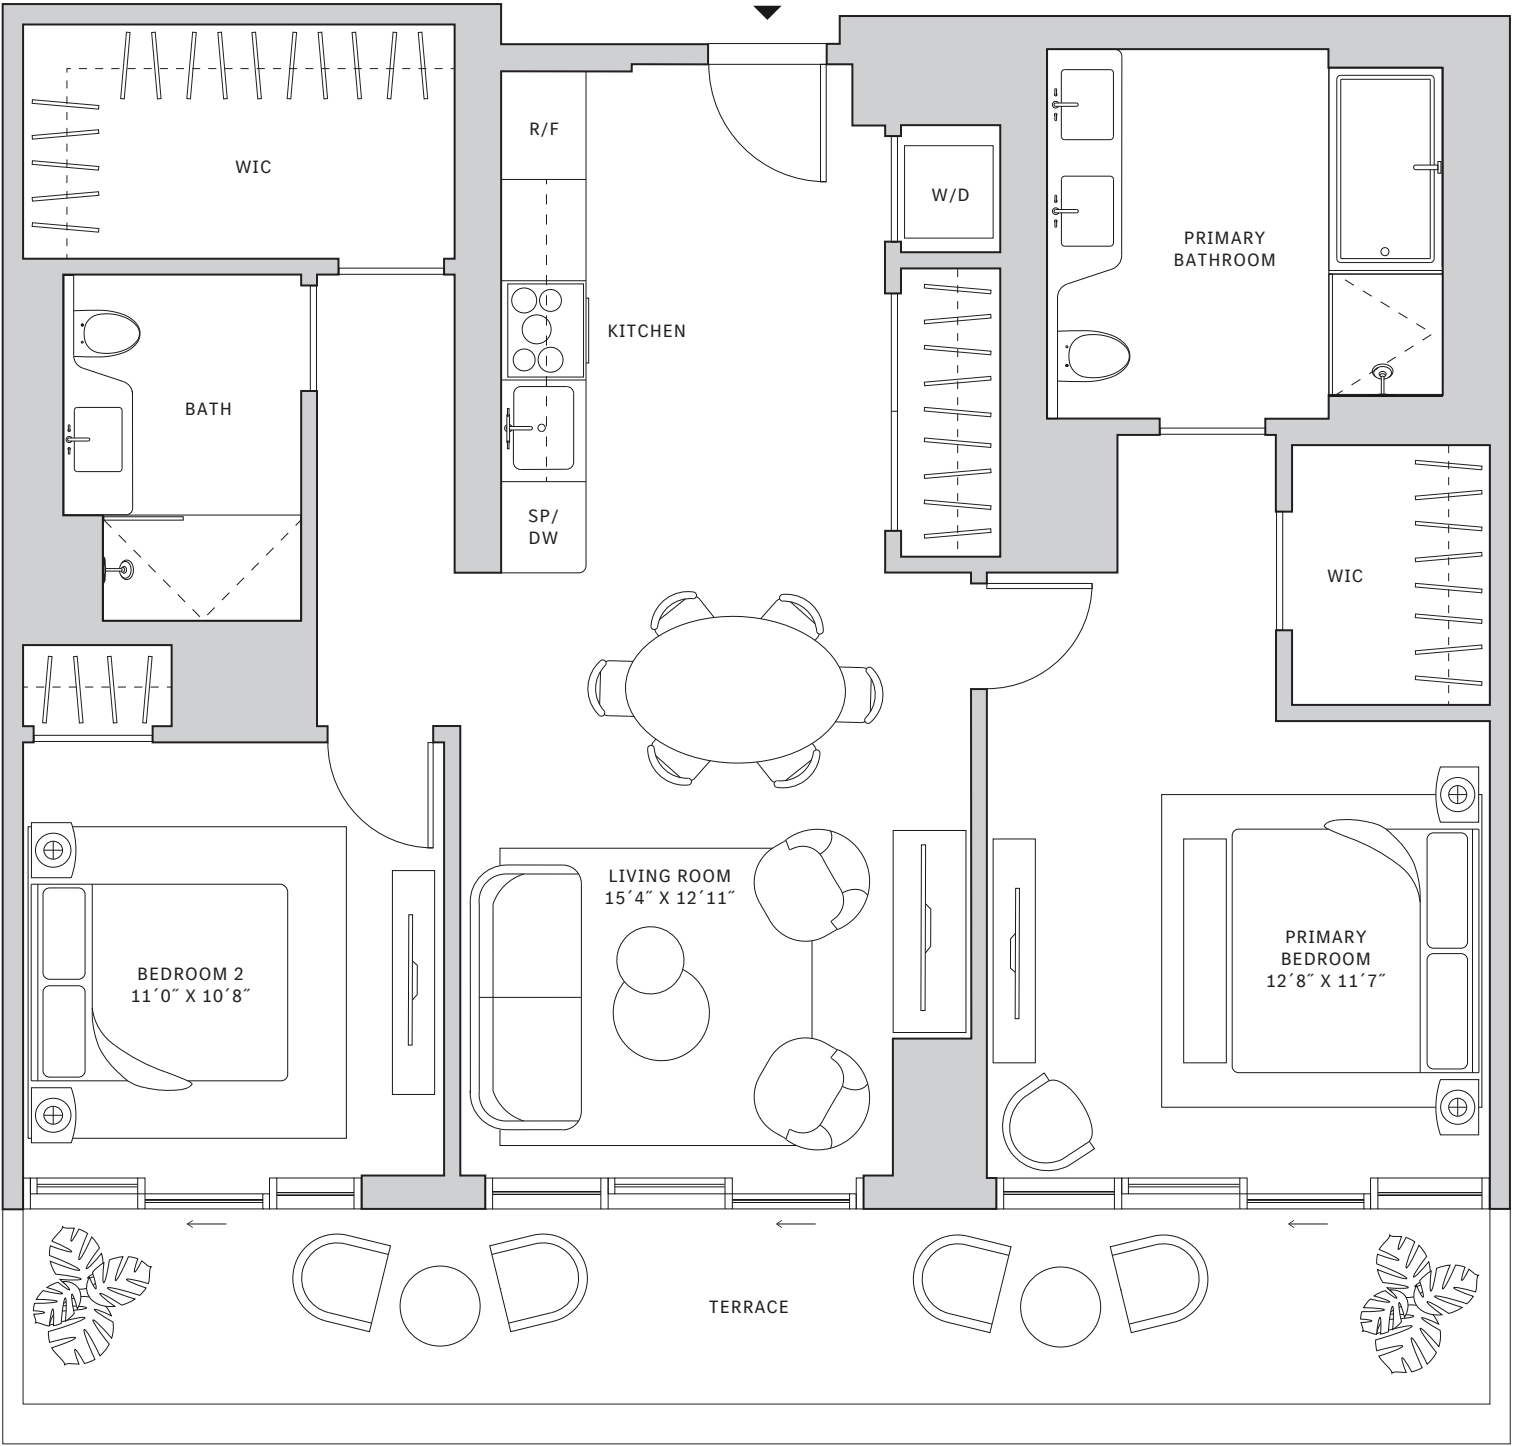 R/F
WIC
W/D
PRIMARY
BATHROOM
KITCHEN
BATH
SP/
DW
WIC
LIVING ROOM
15´4˝ X 12´11˝
PRIMARY
BEDROOM
12´8˝ X 11´7˝
BEDROOM 2
11´0˝ X 10´8˝
TERRACE